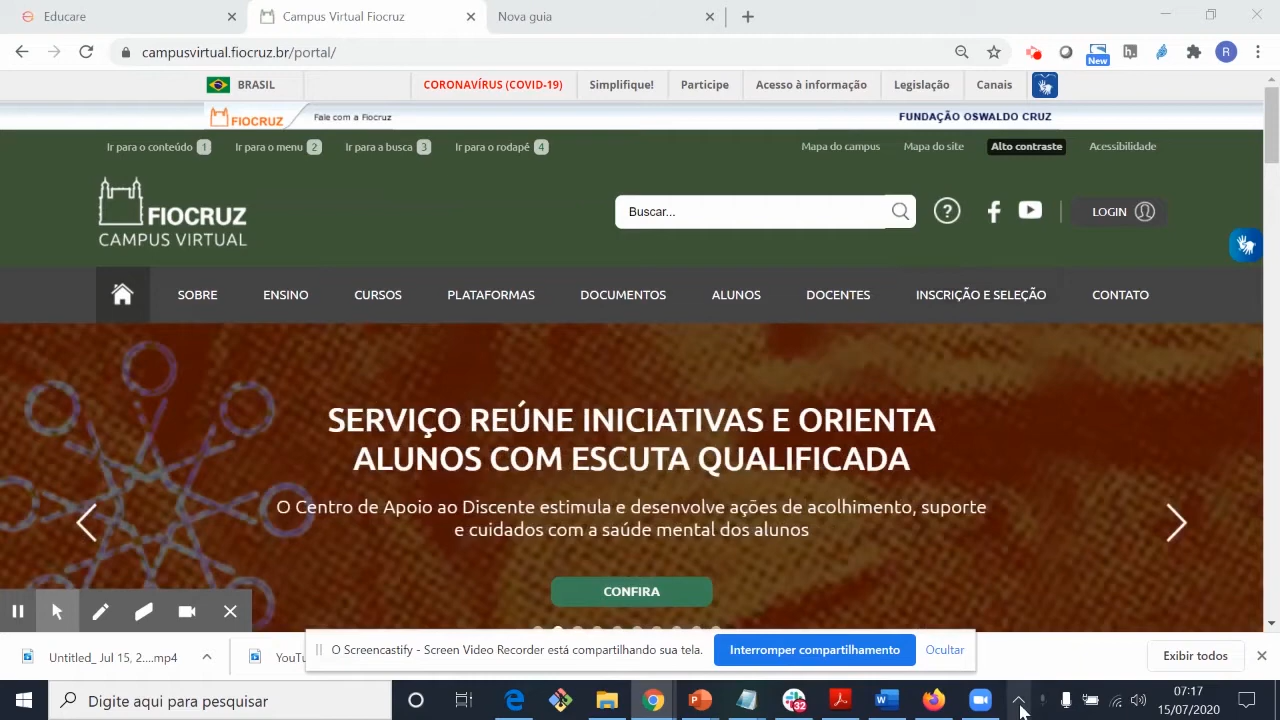 Educare
Campus Virtual Fiocruz
Nova guia
campusvirtual.fiocruz.br/portal/
New
R
BRASIL
CORONAVÍRUS (COVID-19)
Simplifique!
Participe
Acesso à informação
Legislação
Canais
FIOCRUZ
Fale com a Fiocruz
FUNDAÇÃO OSWALDO CRUZ
Ir para o conteúdo 1
Ir para o menu 2
Ir para a busca 3
Ir para o rodapé 4
Mapa do campus
Mapa do site
Alto contraste
Acessibilidade
FIOCRUZ
CAMPUS VIRTUAL
Buscar...
LOGIN
SOBRE
ENSINO
CURSOS
PLATAFORMAS
DOCUMENTOS
ALUNOS
DOCENTES
INSCRIÇÃO E SELEÇÃO
CONTATO
SERVIÇO REÚNE INICIATIVAS E ORIENTA
ALUNOS COM ESCUTA QUALIFICADA
O Centro de Apoio ao Discente estimula e desenvolve ações de acolhimento, suporte
e cuidados com a saúde mental dos alunos
CONFIRA
O Screencastify - Screen Video Recorder está compartilhando sua tela.
Interromper compartilhamento
Ocultar
Untitled_ Jul 15, 2....mp4
YouTu
Exibir todos
Digite aqui para pesquisar
32
07:17
15/07/2020